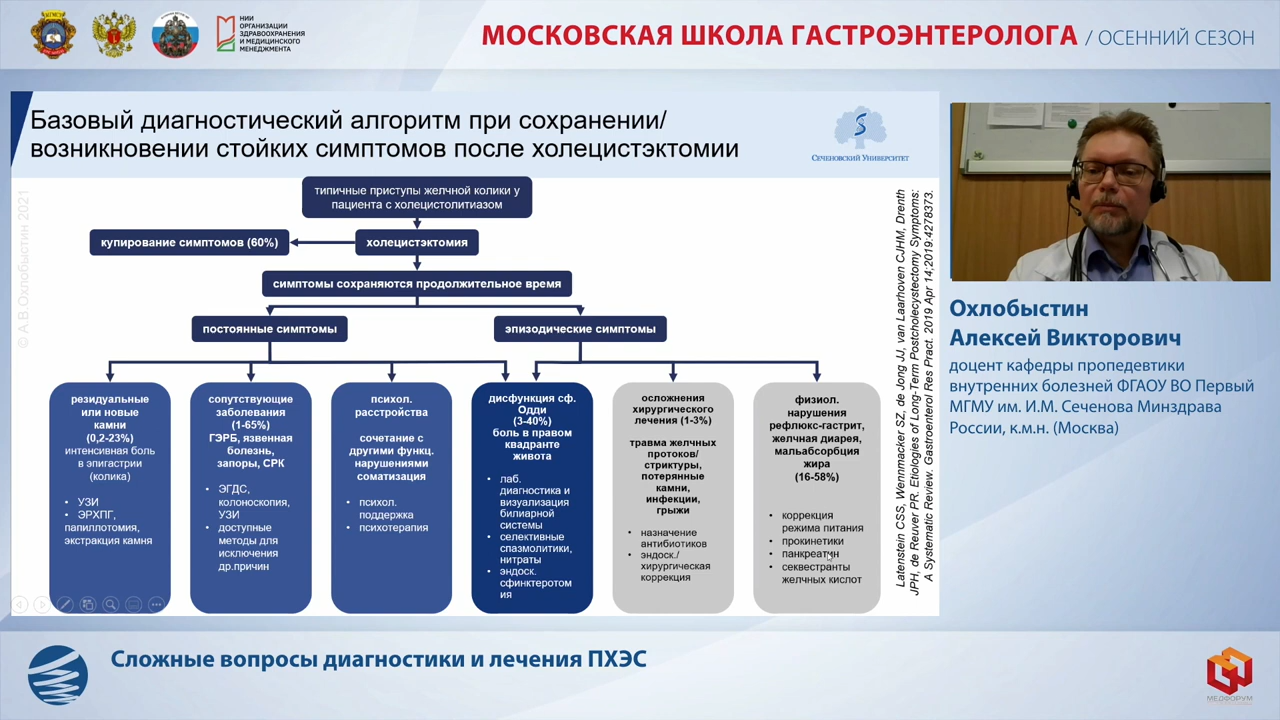 НИИ
ОРГАНИЗАЦИИ
ЗДРАВООХРАНЕНИЯ
И МЕДИЦИНСКОГО
МЕНЕДЖМЕНТА
МОСКОВСКАЯ ШКОЛА ГАСТРОЭНТЕРОЛОГА / ОСЕННИЙ СЕЗОН
Базовый диагностический алгоритм при сохранении/
возникновении стойких симптомов после холецистэктомии
СЕЧЕНОВСКИЙ УНИВЕРСИТЕТ
© А.В.Охлобыстин 2021
типичные приступы желчной колики у
пациента с холецистолитиазом
купирование симптомов (60%)
холецистэктомия
симптомы сохраняются продолжительное время
постоянные симптомы
эпизодические симптомы
резидуальные
или новые
камни
(0,2-23%)
интенсивная боль
в эпигастрии
(колика)
• УЗИ
• ЭРХПГ,
папиллотомия,
экстракция камня
сопутствующие
заболевания
(1-65%)
ГЭРБ, язвенная
болезнь,
запоры, СРК
• ЭГДС,
колоноскопия,
УЗИ
• доступные
методы для
исключения
др.причин
психол.
расстройства
сочетание с
другими функц.
нарушениями
соматизация
• психол.
поддержка
• психотерапия
дисфункция сф.
Одди
(3-40%)
боль в правом
квадранте
живота
• лаб.
диагностика и
визуализация
билиарной
системы
• селективные
спазмолитики,
нитраты
• эндоск.
сфинктеротом
ия
осложнения
хирургического
лечения (1-3%)
травма желчных
протоков/
стриктуры,
потерянные
камни,
инфекции,
грыжи
• назначение
антибиотиков
• эндоск./
хирургическая
коррекция
физиол.
нарушения
рефлюкс-гастрит,
желчная диарея,
мальабсорбция
жира
(16-58%)
• коррекция
режима питания
• прокинетики
• панкреатин
• секвестранты
желчных кислот
Latenstein CSS, Wennmacker SZ, de Jong JJ, van Laarhoven CJHM, Drenth
JPH, de Reuver PR. Etiologies of Long-Term Postcholecystectomy Symptoms:
A Systematic Review. Gastroenterol Res Pract. 2019 Apr 14;2019:4278373.
Охлобыстин
Алексей Викторович
доцент кафедры пропедевтики
внутренних болезней ФГАОУ ВО Первый
МГМУ им. И.М. Сеченова Минздрава
России, к.м.н. (Москва)
Сложные вопросы диагностики и лечения ПХЭС
МЕДФОРУМ